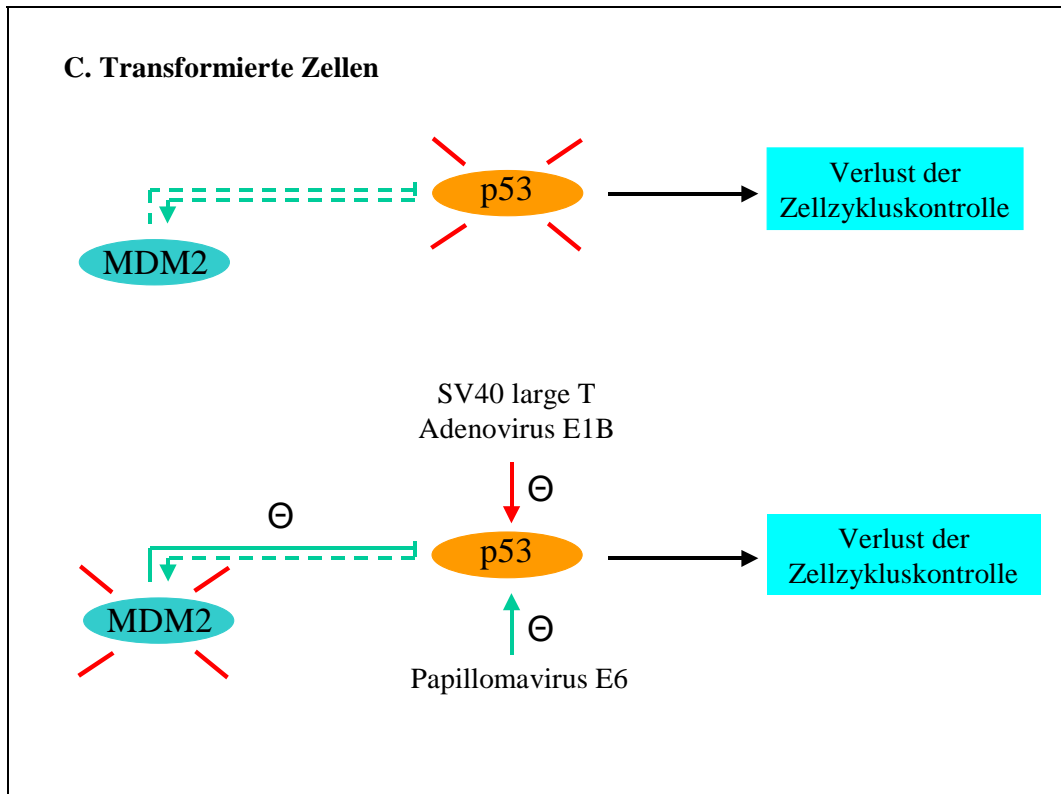 C. Transformierte Zellen
p53
Verlust der
Zellzykluskontrolle
MDM2
SV40 large T
Adenovirus E1B
Θ
Θ
p53
Verlust der
Zellzykluskontrolle
MDM2
Θ
Papillomavirus E6